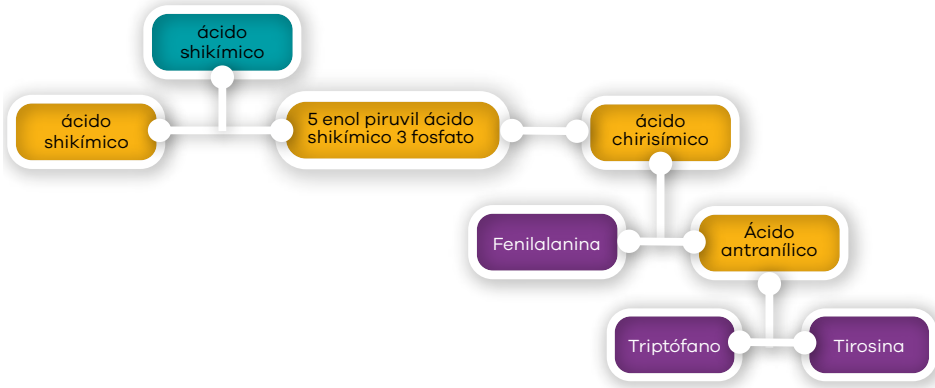 ácido
shikímico
ácido
shikímico
5 enol piruvil ácido
shikímico 3 fosfato
ácido
chirisímico
Fenilalanina
Ácido
antranílico
Triptófano
Tirosina